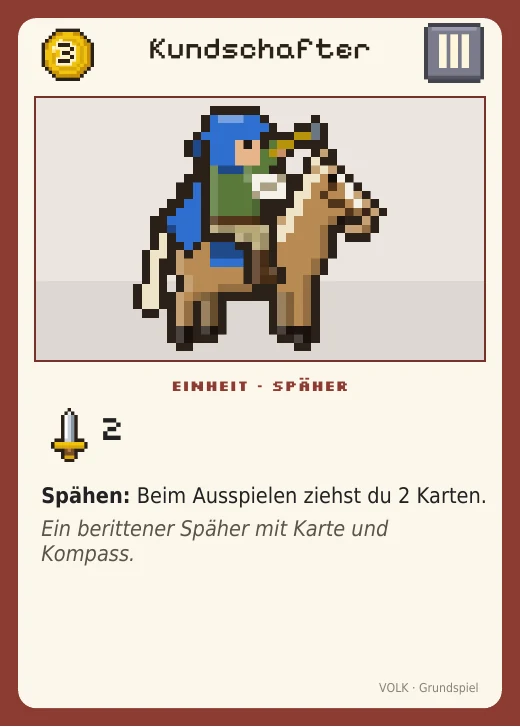 3
Kundschafter
III
EINHEIT · SPÄHER
2
Spähen: Beim Ausspielen ziehst du 2 Karten.
Ein berittener Späher mit Karte und
Kompass.
VOLK · Grundspiel